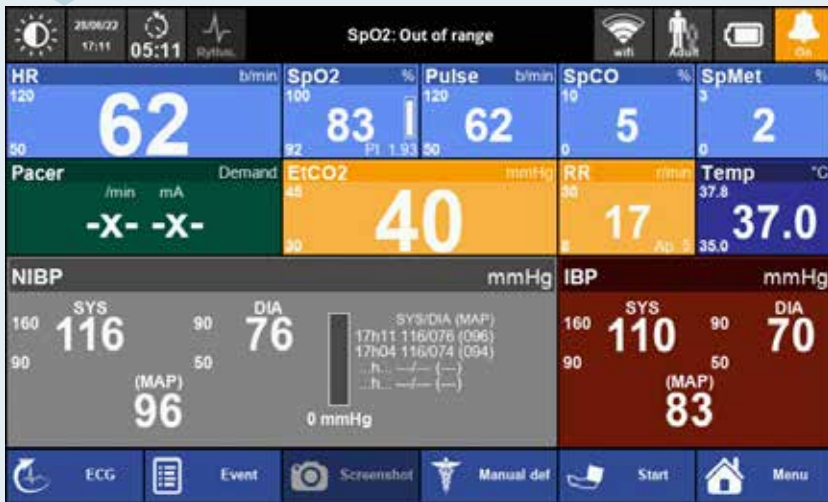 28/08/22
17:11
05:11
Rythm.
SpO2: Out of range
wifi
Adult
On
HR b/min
120
62
50
SpO2 %
100
83
92 PI 1.93
Pulse b/min
120
62
50
SpCO %
10
5
0
SpMet %
3
2
0
Pacer Demand
/min mA
-x- -x-
EtCO2 mmHg
45
40
30
RR r/min
30
17
8 Ap 5
Temp °C
37.8
37.0
35.0
NIBP mmHg
SYS DIA
160 116 90 76
90 50
(MAP)
96
SYS/DIA (MAP)
17h11 116/076 (096)
17h04 116/074 (094)
...h... ---/--- (---)
...h... ---/--- (---)
0 mmHg
IBP mmHg
SYS DIA
160 110 90 70
90 50
(MAP)
83
ECG Event Screenshot Manual def Start Menu